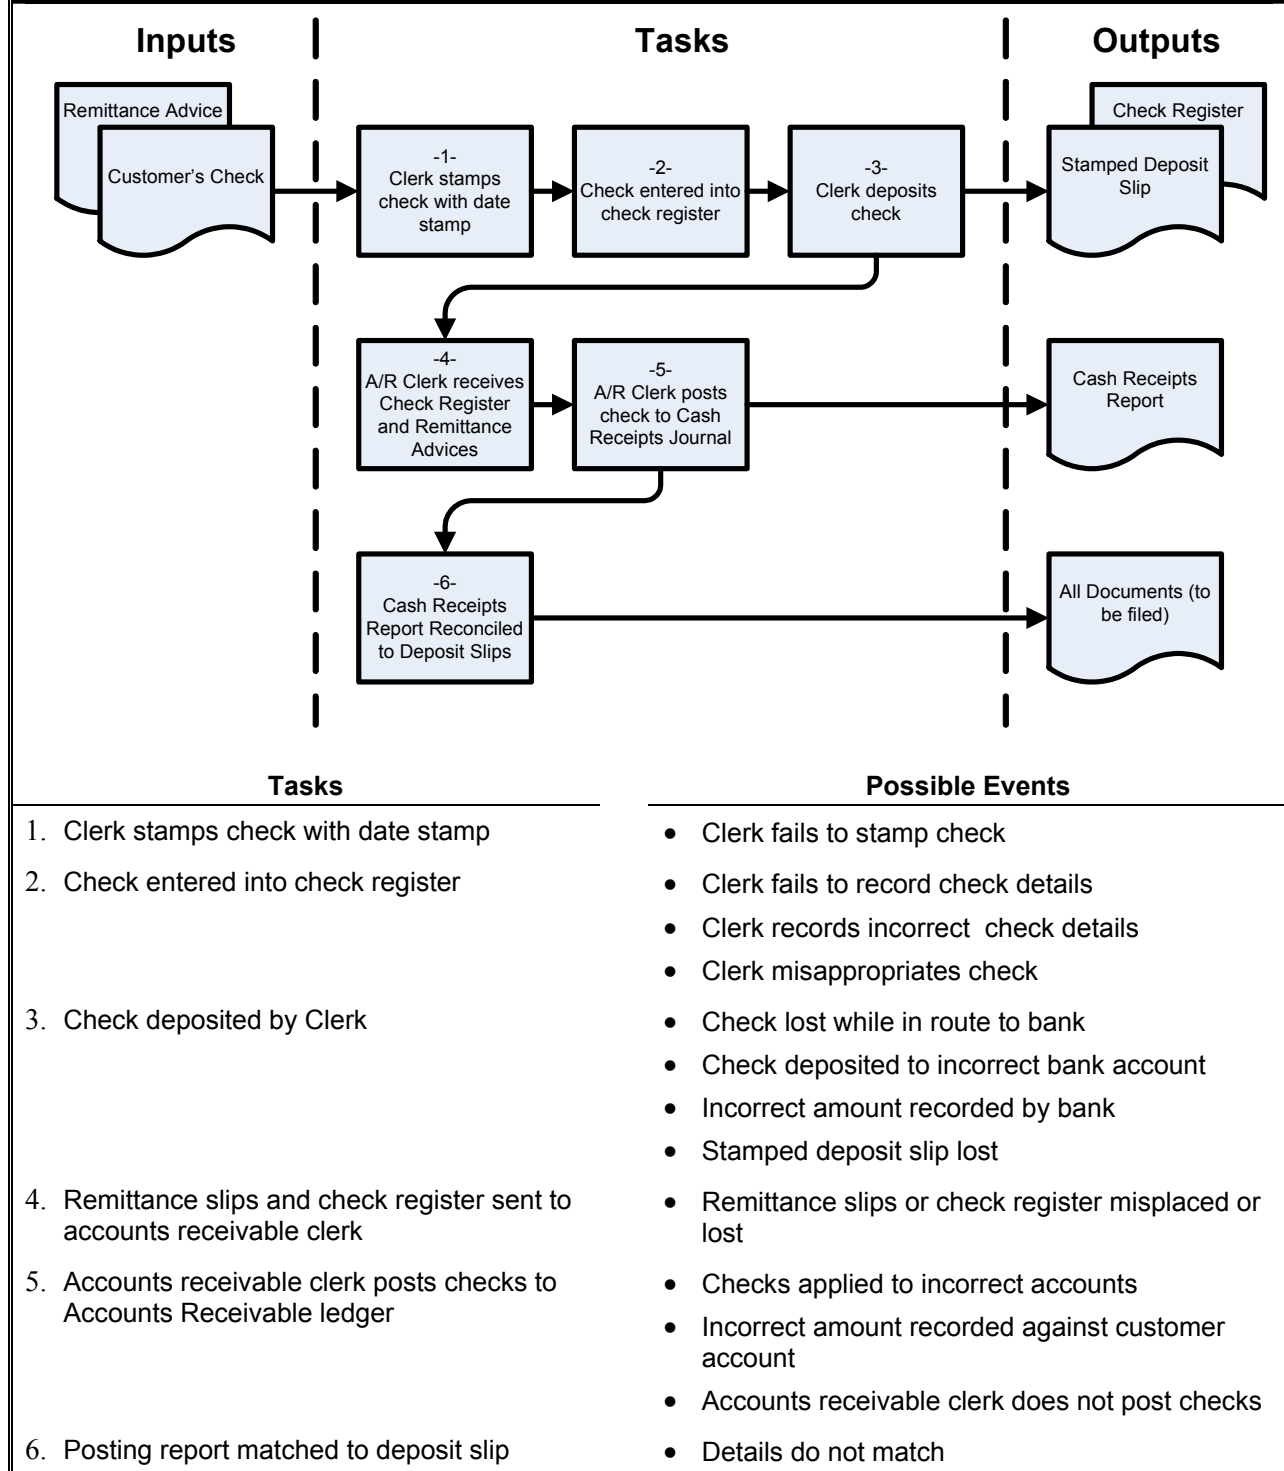 Inputs
Tasks
Outputs
Remittance Advice
Customer's Check
-1-
Clerk stamps
check with date
stamp
-2-
Check entered into
check register
-3-
Clerk deposits
check
Check Register
Stamped Deposit
Slip
-4-
A/R Clerk receives
Check Register
and Remittance
Advices
-5-
A/R Clerk posts
check to Cash
Receipts Journal
Cash Receipts
Report
-6-
Cash Receipts
Report Reconciled
to Deposit Slips
All Documents (to
be filed)
Tasks
Possible Events
1. Clerk stamps check with date stamp
• Clerk fails to stamp check
2. Check entered into check register
• Clerk fails to record check details
• Clerk records incorrect check details
• Clerk misappropriates check
3. Check deposited by Clerk
• Check lost while in route to bank
• Check deposited to incorrect bank account
• Incorrect amount recorded by bank
• Stamped deposit slip lost
4. Remittance slips and check register sent to
accounts receivable clerk
• Remittance slips or check register misplaced or
lost
5. Accounts receivable clerk posts checks to
Accounts Receivable ledger
• Checks applied to incorrect accounts
• Incorrect amount recorded against customer
account
• Accounts receivable clerk does not post checks
6. Posting report matched to deposit slip
• Details do not match